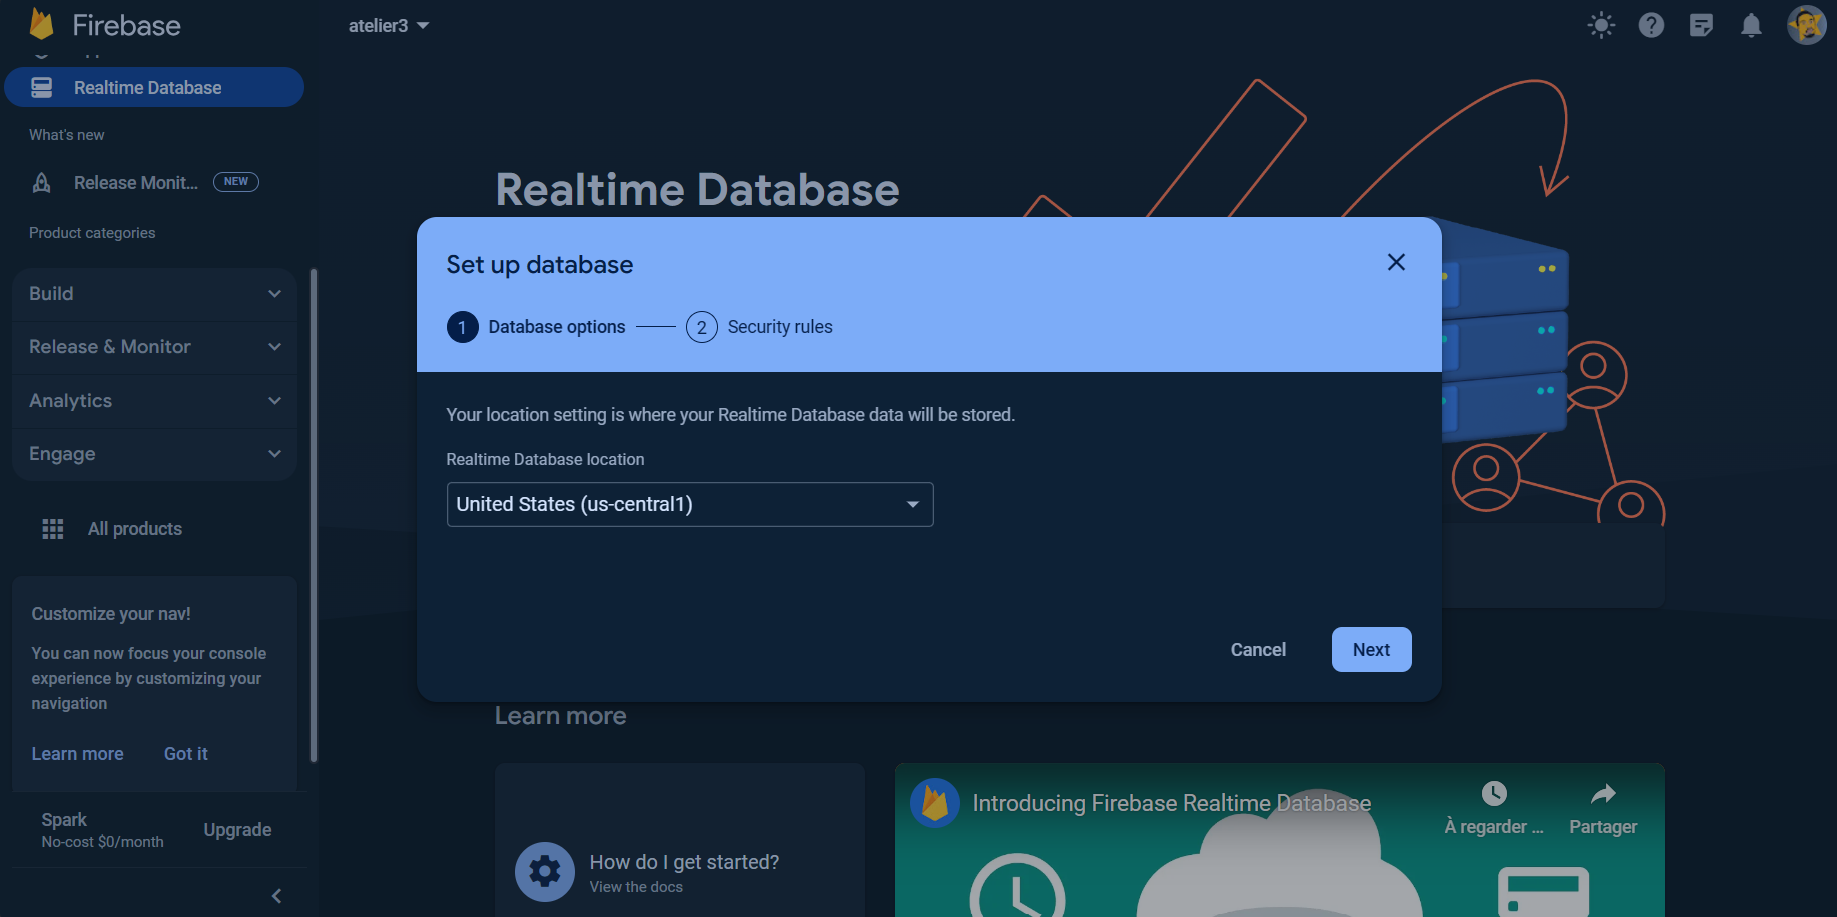 Firebase
atelier3
Realtime Database
What's new
Release Monit... NEW
Product categories
Build
Release & Monitor
Analytics
Engage
All products
Customize your nav!
You can now focus your console
experience by customizing your
navigation
Learn more Got it
Spark
No-cost $0/month
Upgrade
Realtime Database
Set up database
1 Database options 2 Security rules
Your location setting is where your Realtime Database data will be stored.
Realtime Database location
United States (us-central1)
Cancel Next
Learn more
How do I get started?
View the docs
Introducing Firebase Realtime Database
À regarder ... Partager